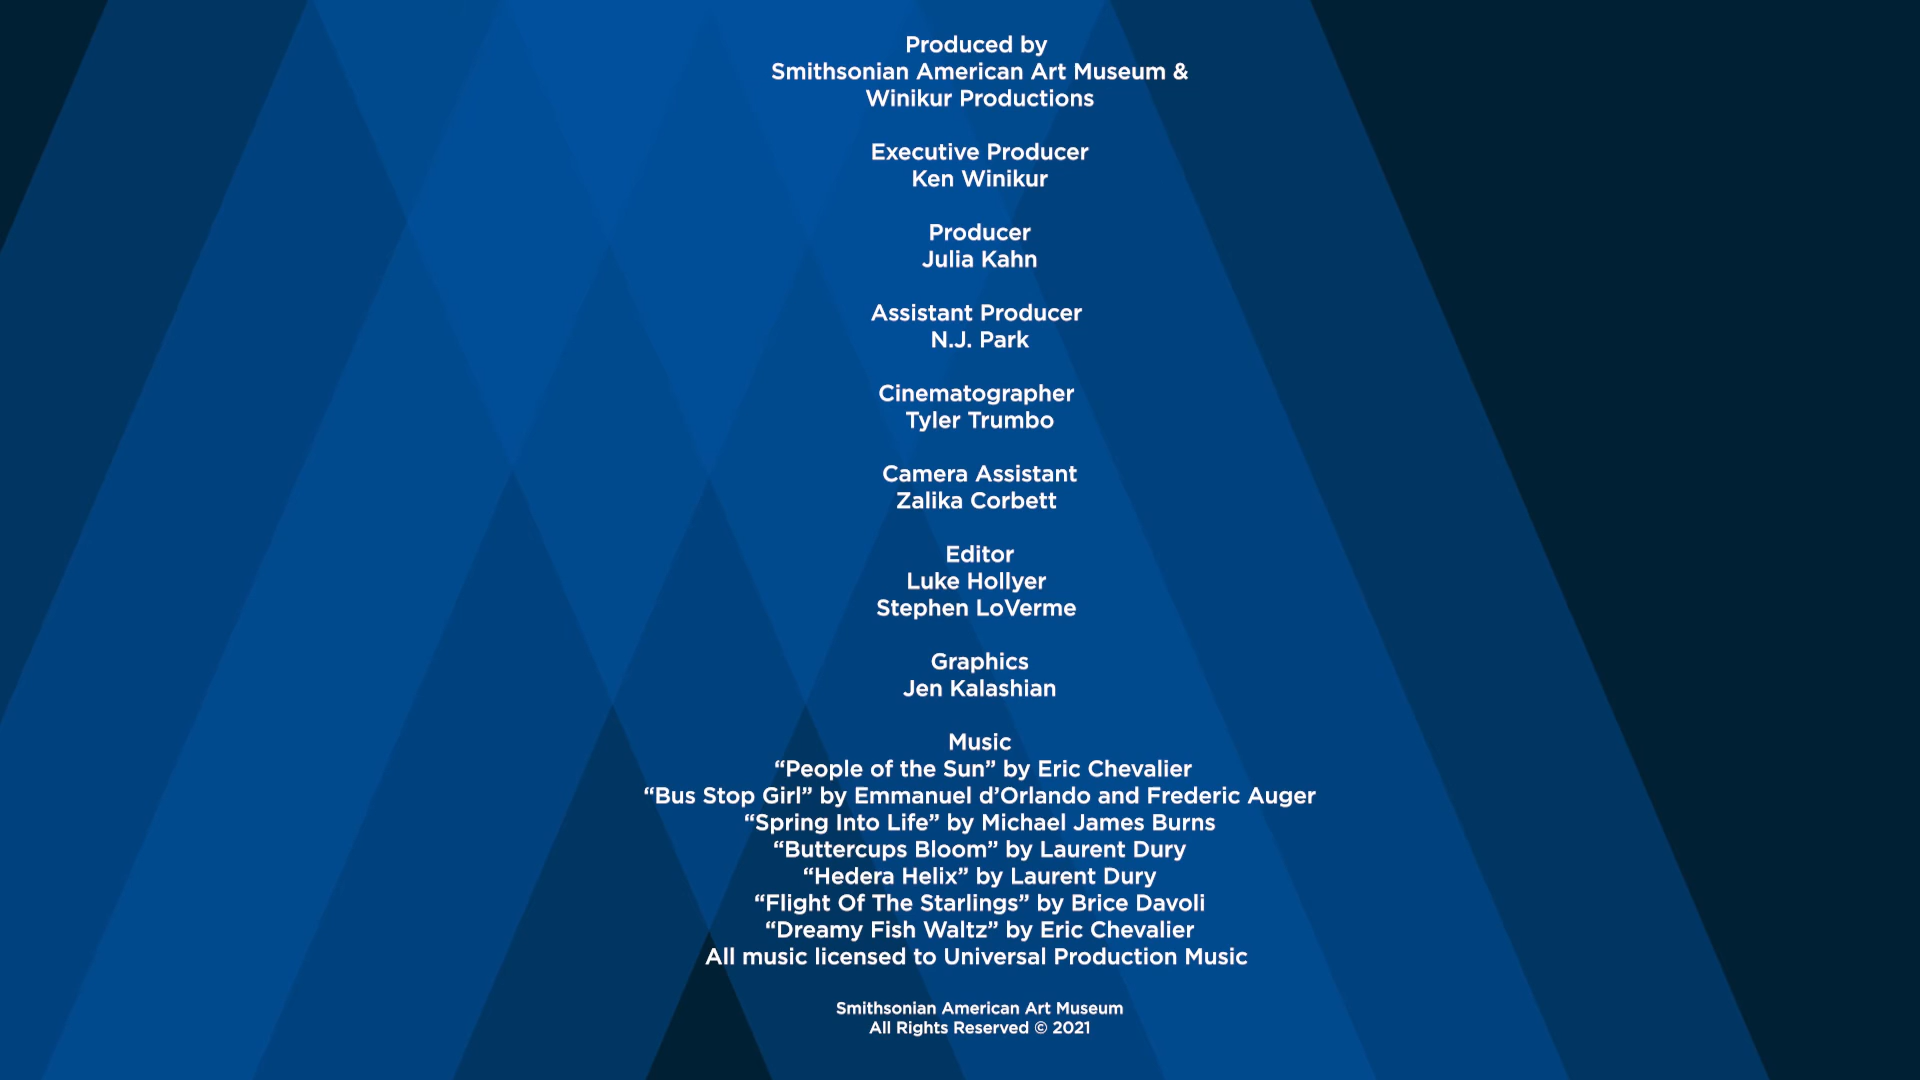 Produced by
Smithsonian American Art Museum &
Winikur Productions
Executive Producer
Ken Winikur
Producer
Julia Kahn
Assistant Producer
N.J. Park
Cinematographer
Tyler Trumbo
Camera Assistant
Zalika Corbett
Editor
Luke Hollyer
Stephen LoVerme
Graphics
Jen Kalashian
Music
“People of the Sun” by Eric Chevalier
“Bus Stop Girl” by Emmanuel d’Orlando and Frederic Auger
“Spring Into Life” by Michael James Burns
“Buttercups Bloom” by Laurent Dury
“Hedera Helix” by Laurent Dury
“Flight Of The Starlings” by Brice Davoli
“Dreamy Fish Waltz” by Eric Chevalier
All music licensed to Universal Production Music
Smithsonian American Art Museum
All Rights Reserved © 2021